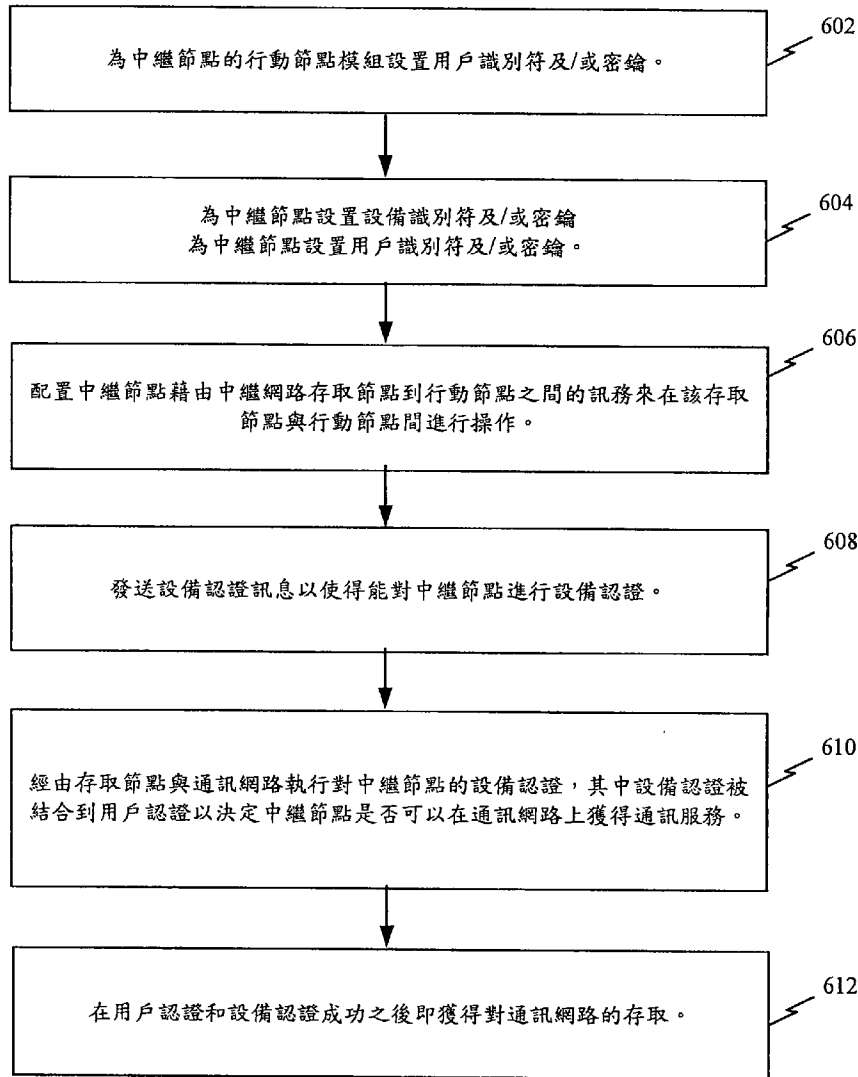 602
為中繼節點的行動節點模組設置用戶識別符及/或密鑰。
604
為中繼節點設置設備識別符及/或密鑰
為中繼節點設置用戶識別符及/或密鑰。
606
配置中繼節點藉由中繼網路存取節點到行動節點之間的訊務來在該存取
節點與行動節點間進行操作。
608
發送設備認證訊息以使得能對中繼節點進行設備認證。
610
經由存取節點與通訊網路執行對中繼節點的設備認證，其中設備認證被
結合到用戶認證以決定中繼節點是否可以在通訊網路上獲得通訊服務。
612
在用戶認證和設備認證成功之後即獲得對通訊網路的存取。